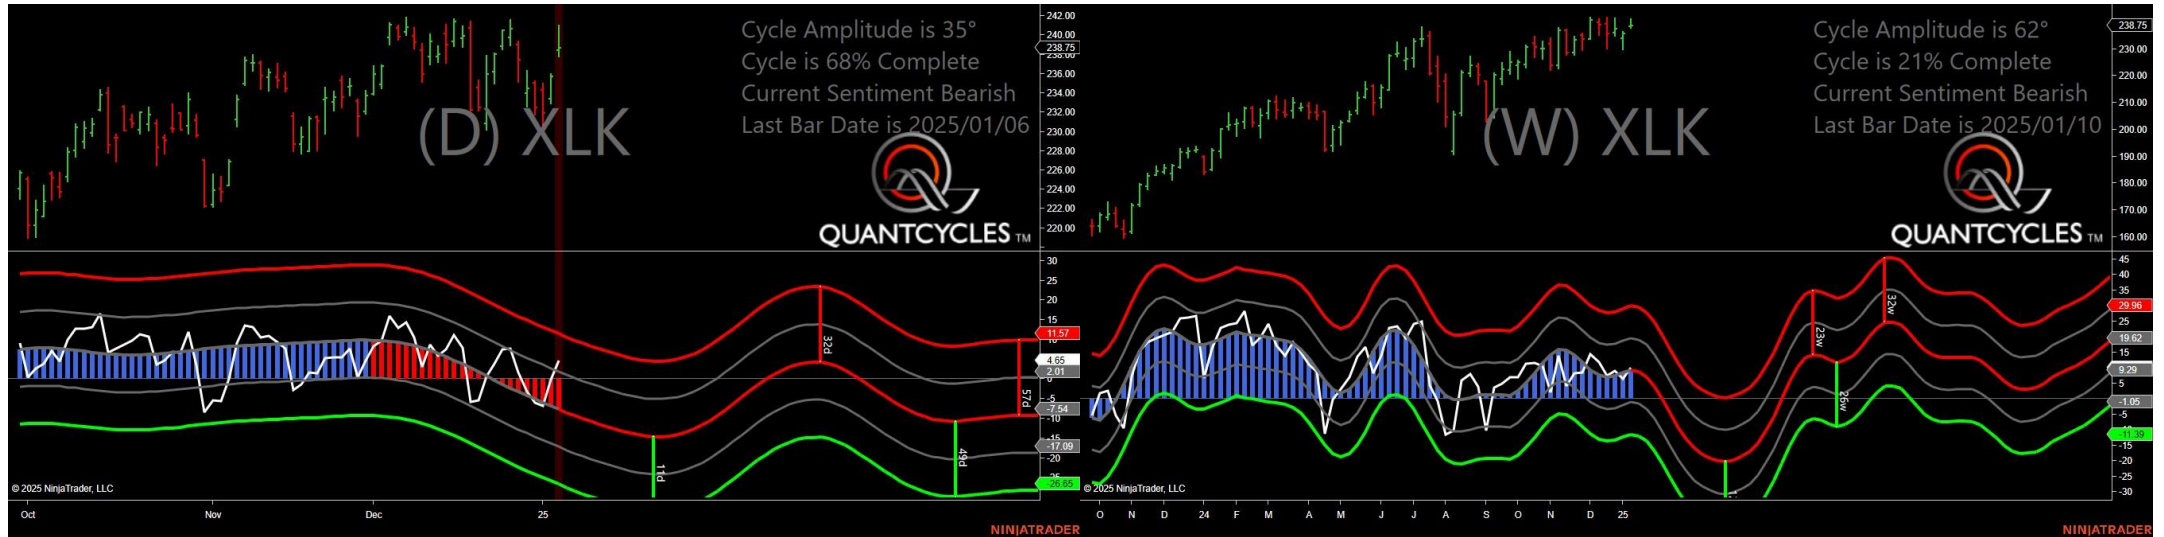 Cycle Amplitude is 35°
Cycle is 68% Complete
Current Sentiment Bearish
Last Bar Date is 2025/01/06
(D) XLK
QUANTCYCLES TM
242.00
240.00
238.75
238.00
236.00
234.00
232.00
230.00
228.00
226.00
224.00
222.00
220.00
30
25
20
15
11.57
10
4.65
2.01
0
-5
-7.54
-10
-15
-17.09
-20
-26.65
32d
57d
11d
49d
© 2025 NinjaTrader, LLC
Oct
Nov
Dec
25
NINJATRADER
Cycle Amplitude is 62°
Cycle is 21% Complete
Current Sentiment Bearish
Last Bar Date is 2025/01/10
(W) XLK
QUANTCYCLES TM
238.75
230.00
220.00
210.00
200.00
190.00
180.00
170.00
160.00
45
40
35
29.96
25
19.62
15
9.29
5
-1.05
-5
-11.39
-15
-20
-25
-30
23w
32w
26w
© 2025 NinjaTrader, LLC
O N D 24 F M A M J J A S O N D 25
NINJATRADER